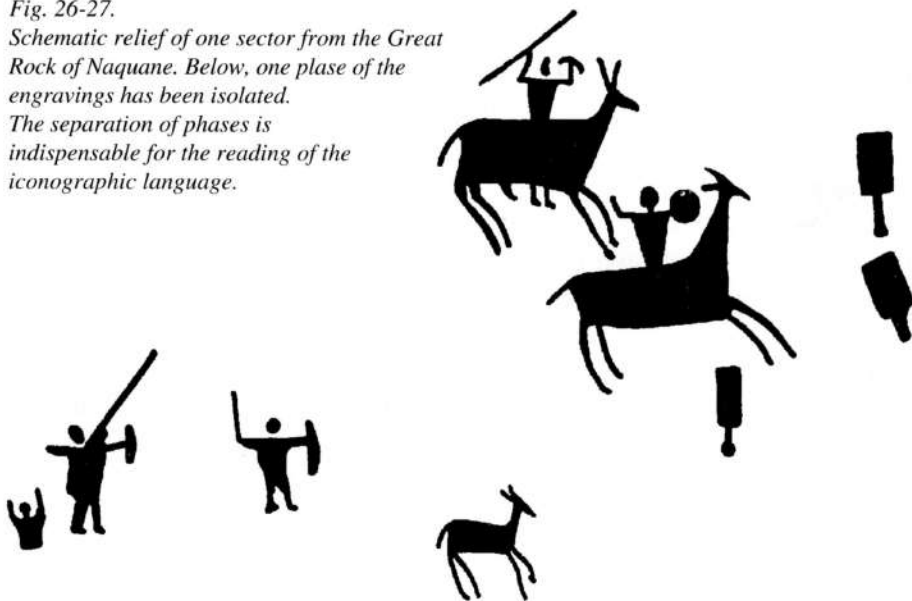 Fig. 26-27.
Schematic relief of one sector from the Great
Rock of Naquane. Below, one plase of the
engravings has been isolated.
The separation of phases is
indispensable for the reading of the
iconographic language.